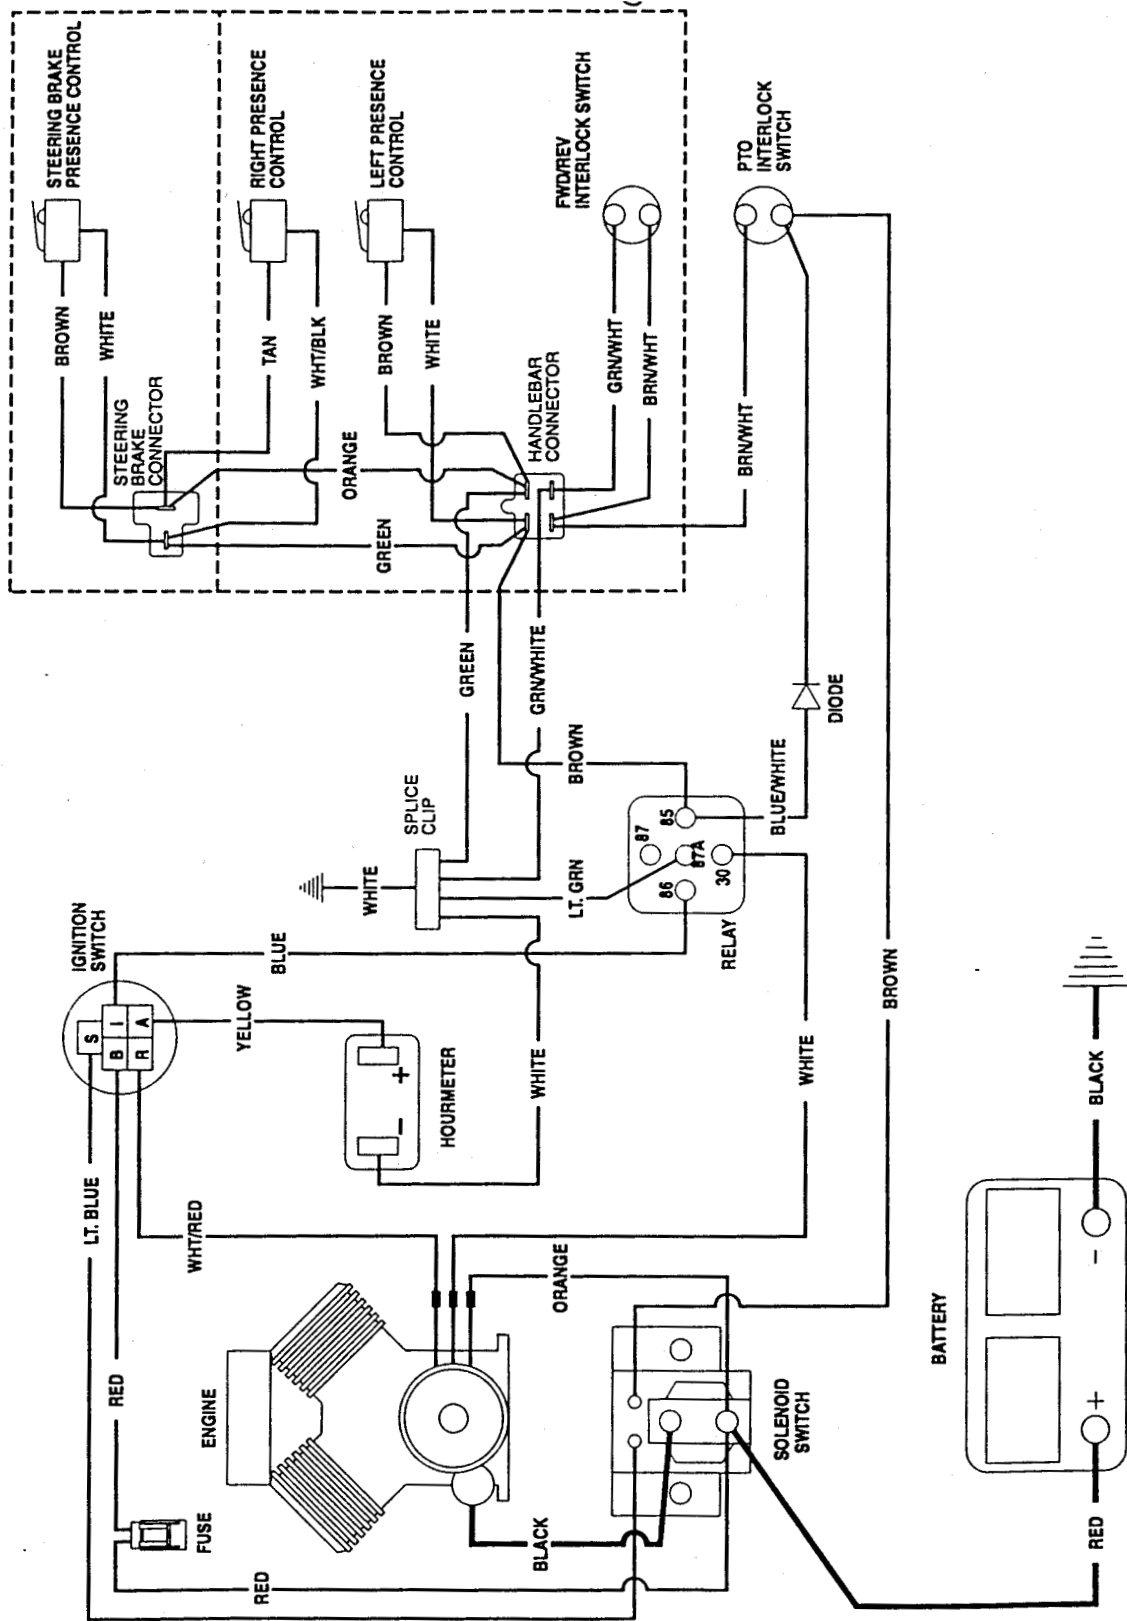 STEERING BRAKE
PRESENCE CONTROL
BROWN
WHITE
STEERING
BRAKE
CONNECTOR
RIGHT PRESENCE
CONTROL
TAN
WHT/BLK
LEFT PRESENCE
CONTROL
BROWN
WHITE
ORANGE
GREEN
HANDLEBAR
CONNECTOR
FWD/REV
INTERLOCK SWITCH
GRN/WHT
BRN/WHT
PTO
INTERLOCK
SWITCH
BRN/WHT
GREEN
GRN/WHITE
BROWN
DIODE
BLUE/WHITE
SPLICE
CLIP
WHITE
LT. GRN
87
85
87A
86
30
RELAY
IGNITION
SWITCH
S
I
A
B
R
BLUE
YELLOW
HOURMETER
+
−
WHITE
WHITE
BROWN
LT. BLUE
RED
WHT/RED
ORANGE
ENGINE
FUSE
RED
BLACK
SOLENOID
SWITCH
BATTERY
BLACK
−
+
RED